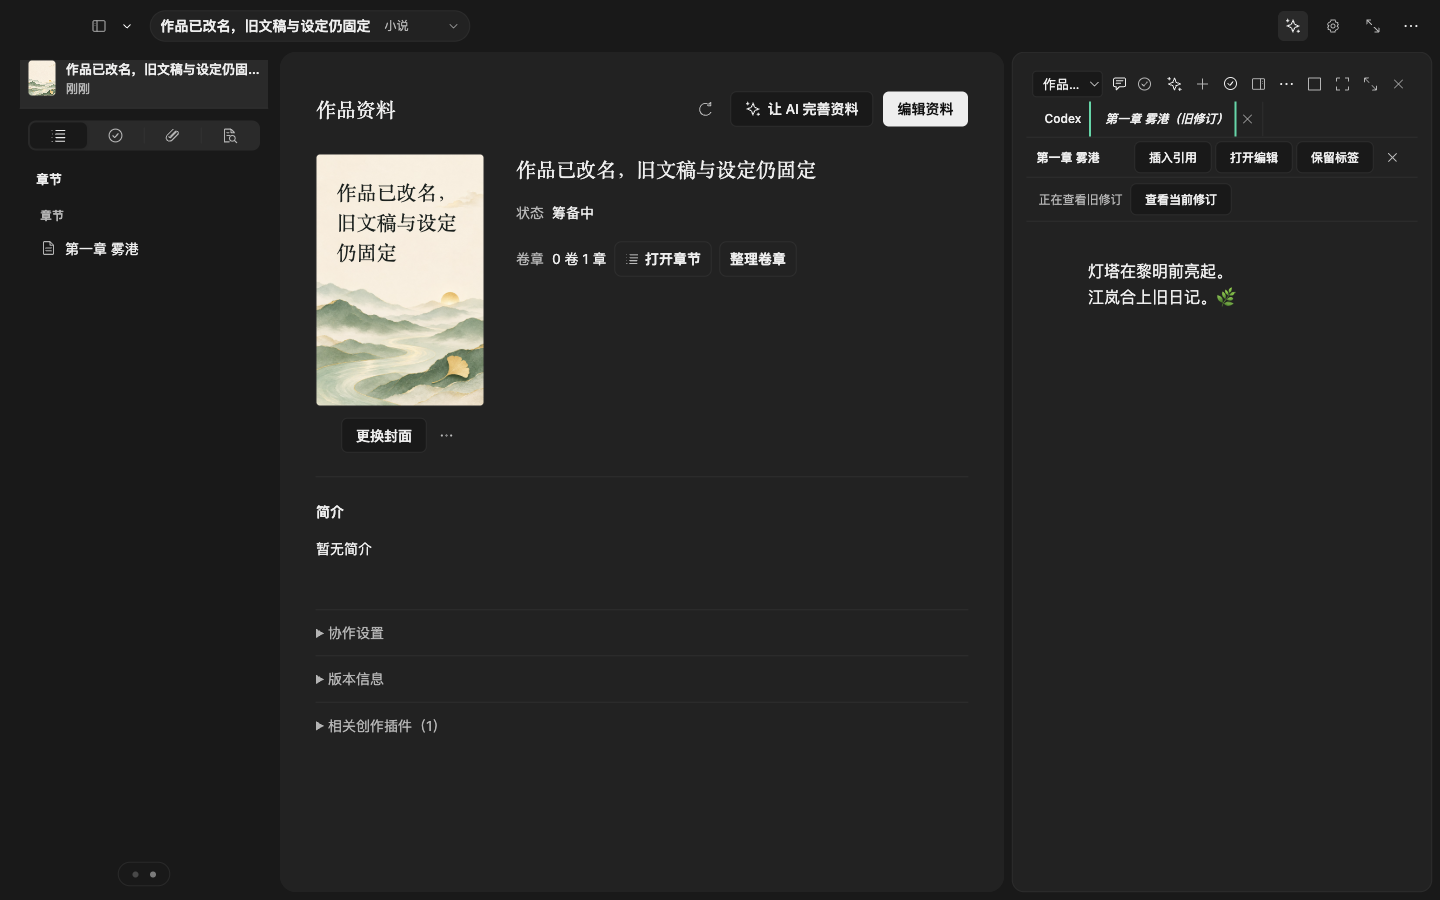 作品已改名，旧文稿与设定仍固定 小说
作品已改名，旧文稿与设定仍固...
刚刚
章节
章节
第一章 雾港
作品资料
让 AI 完善资料
编辑资料
作品已改名，
旧文稿与设定
仍固定
更换封面
作品已改名，旧文稿与设定仍固定
状态 筹备中
卷章 0 卷 1 章 打开章节 整理卷章
简介
暂无简介
协作设置
版本信息
相关创作插件（1）
作品...
Codex 第一章 雾港（旧修订）
第一章 雾港 插入引用 打开编辑 保留标签
正在查看旧修订 查看当前修订
灯塔在黎明前亮起。
江岚合上旧日记。🌿